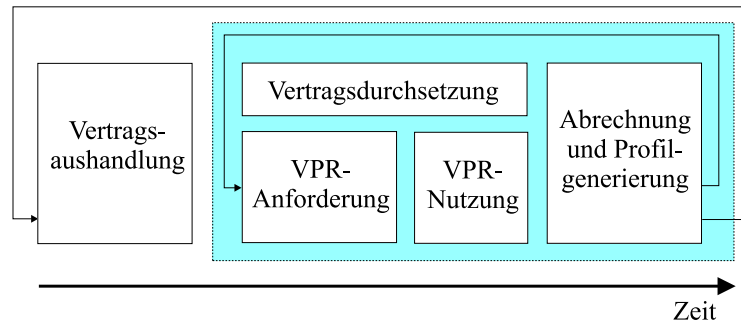 Vertrags-
aushandlung
Vertragsdurchsetzung
VPR-
Anforderung
VPR-
Nutzung
Abrechnung
und Profil-
generierung
Zeit